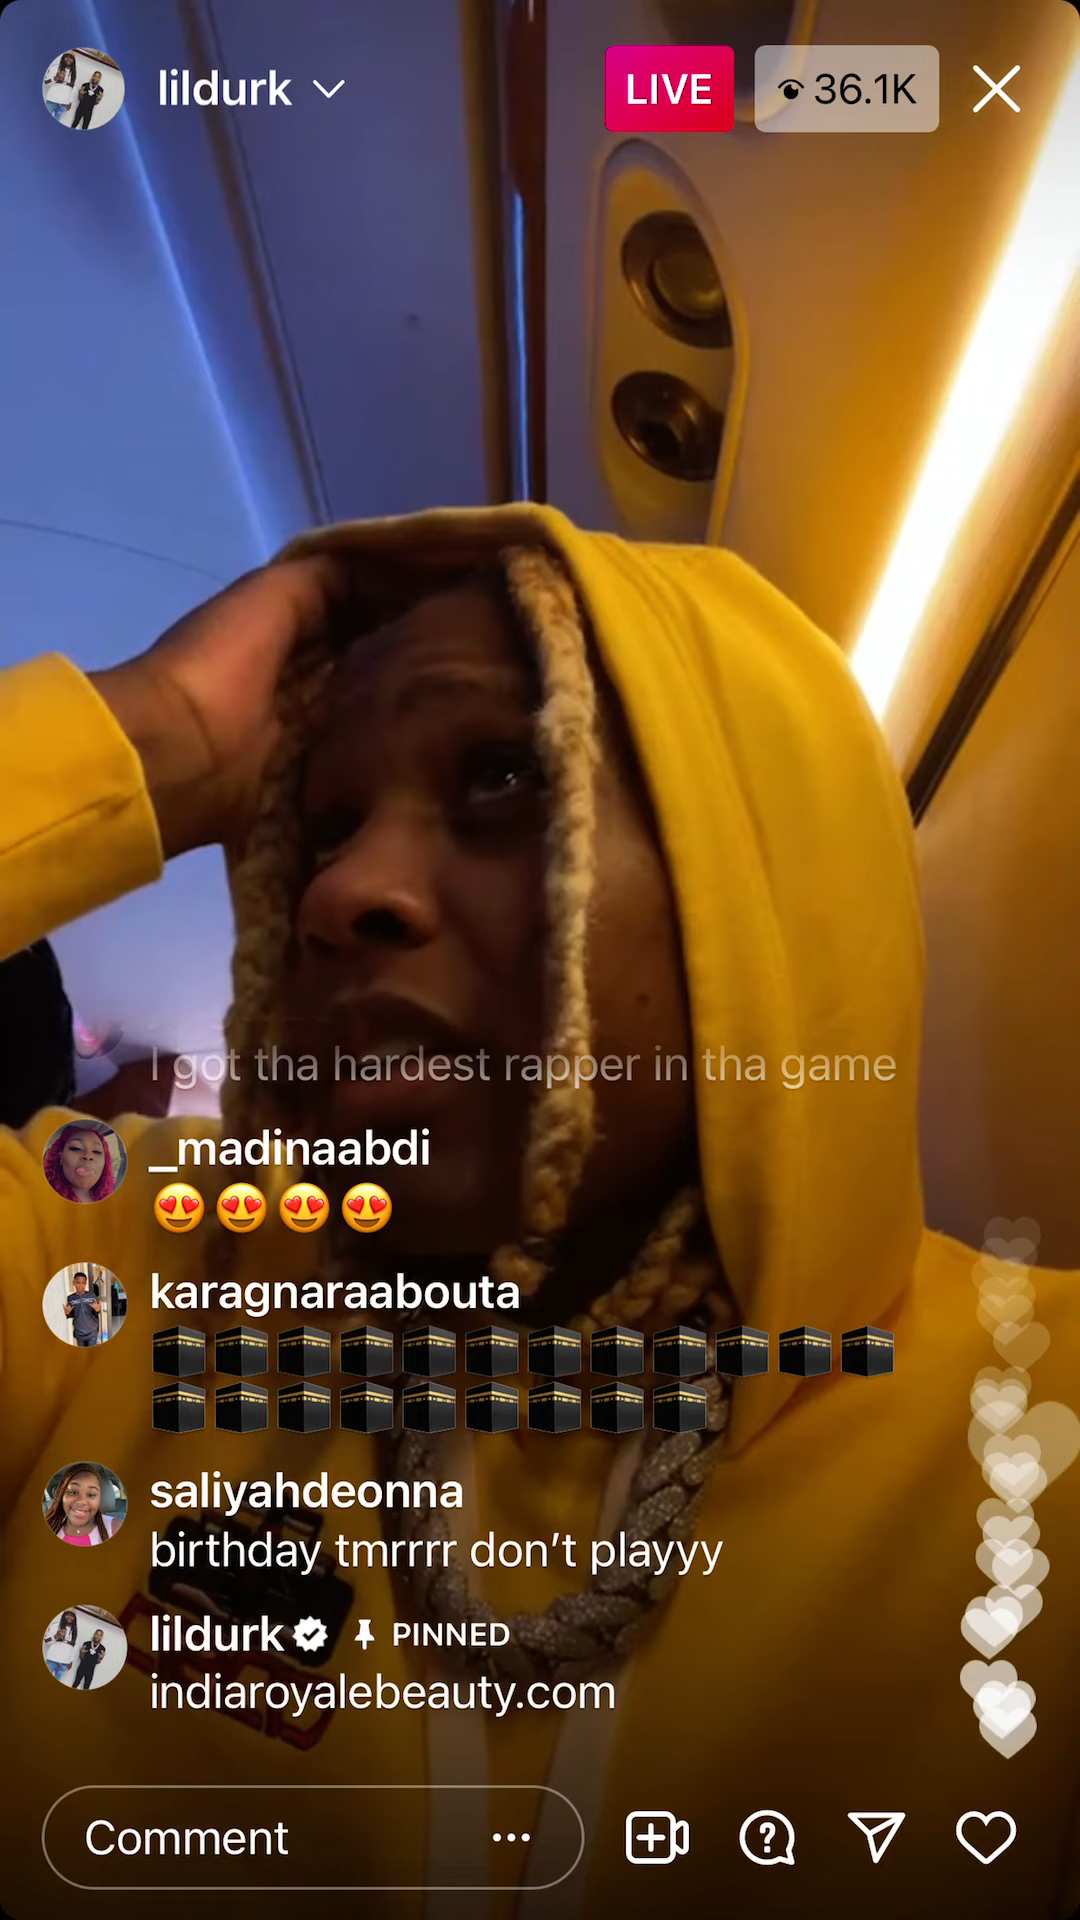 lildurk
LIVE
36.1K
I got tha hardest rapper in tha game
_madinaabdi
😍😍😍😍
karagnaraabouta
🕋🕋🕋🕋🕋🕋🕋🕋🕋🕋🕋🕋
🕋🕋🕋🕋🕋🕋🕋🕋🕋
saliyahdeonna
birthday tmrrrr don’t playyy
lildurk PINNED
indiaroyalebeauty.com
Comment